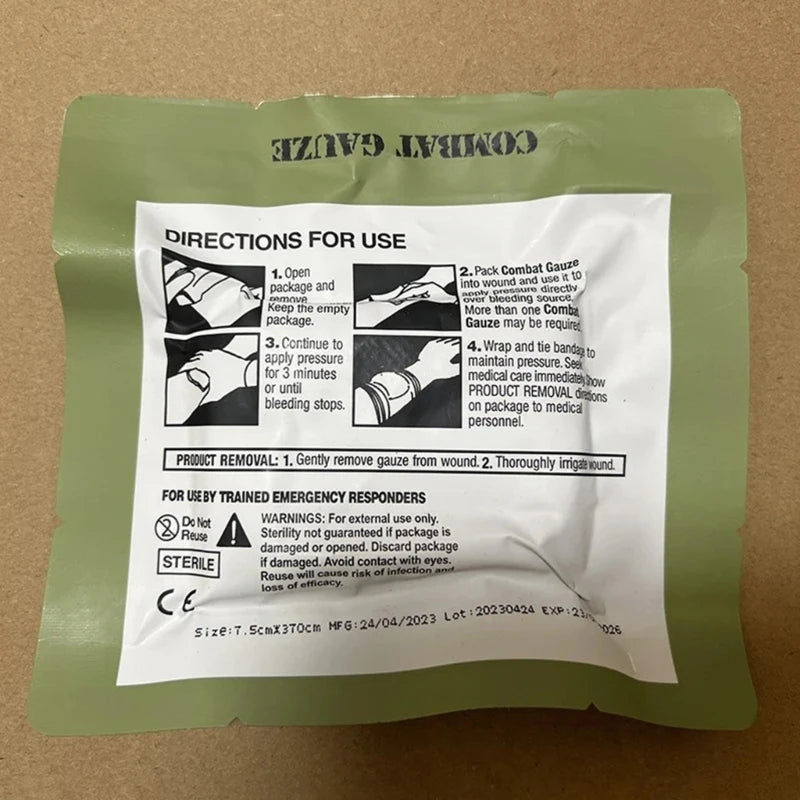 COMBAT GAUZE
DIRECTIONS FOR USE
1. Open
package and
remove
Keep the empty
package.
2. Pack Combat Gauze
into wound and use it to
apply pressure directly
over bleeding source.
More than one Combat
Gauze may be required
3. Continue to
apply pressure
for 3 minutes
or until
bleeding stops.
4. Wrap and tie bandage to
maintain pressure. Seek
medical care immediately. Show
PRODUCT REMOVAL directions
on package to medical
personnel.
PRODUCT REMOVAL: 1. Gently remove gauze from wound. 2. Thoroughly irrigate wound.
FOR USE BY TRAINED EMERGENCY RESPONDERS
2 Do Not
Reuse
STERILE
CE
WARNINGS: For external use only.
Sterility not guaranteed if package is
damaged or opened. Discard package
if damaged. Avoid contact with eyes.
Reuse will cause risk of infection and
loss of efficacy.
Size:7.5cmX370cm MFG:24/04/2023 Lot:20230424 EXP:23/